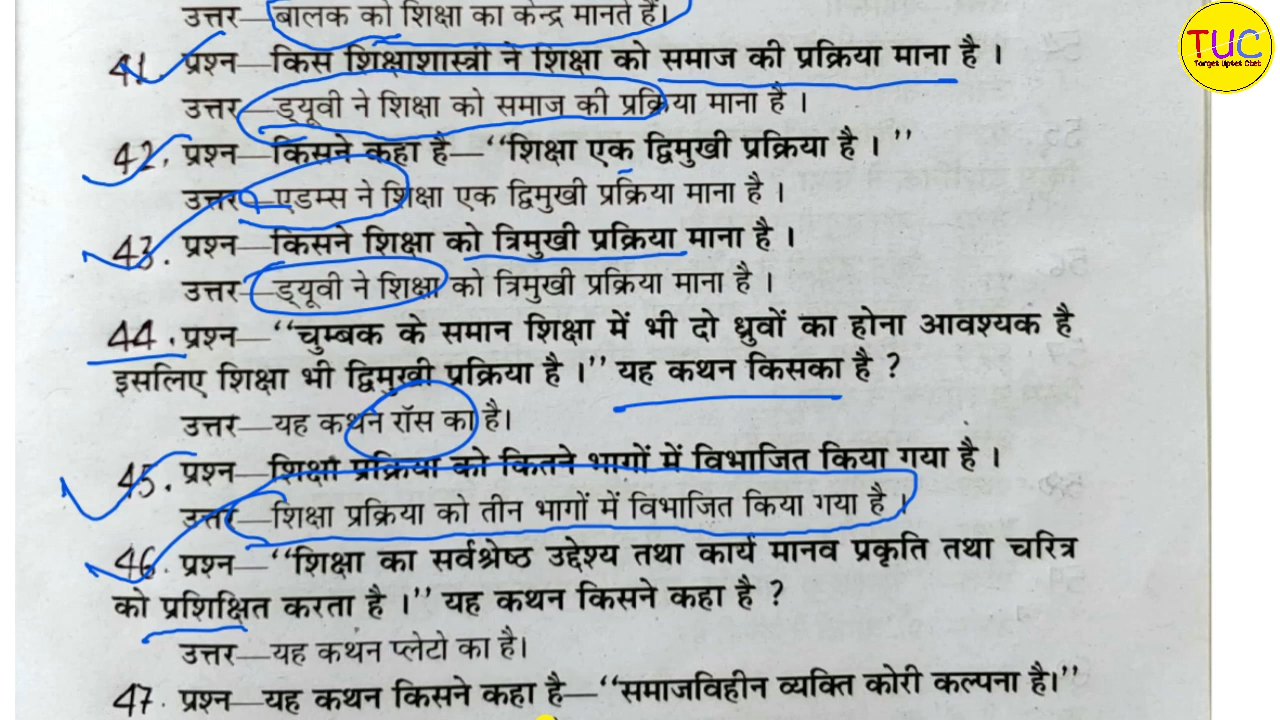 उत्तर—बालक को शिक्षा का केन्द्र मानते हैं।
TUC
Target Uptet Ctet
41. प्रश्न—किस शिक्षाशास्त्री ने शिक्षा को समाज की प्रक्रिया माना है ।
उत्तर—ड्यूवी ने शिक्षा को समाज की प्रक्रिया माना है ।
42. प्रश्न—किसने कहा है—“शिक्षा एक द्विमुखी प्रक्रिया है ।”
उत्तर—एडम्स ने शिक्षा एक द्विमुखी प्रक्रिया माना है ।
43. प्रश्न—किसने शिक्षा को त्रिमुखी प्रक्रिया माना है ।
उत्तर—ड्यूवी ने शिक्षा को त्रिमुखी प्रक्रिया माना है ।
44. प्रश्न—“चुम्बक के समान शिक्षा में भी दो ध्रुवों का होना आवश्यक है
इसलिए शिक्षा भी द्विमुखी प्रक्रिया है ।” यह कथन किसका है ?
उत्तर—यह कथन रॉस का है।
45. प्रश्न—शिक्षा प्रक्रिया को कितने भागों में विभाजित किया गया है ।
उत्तर—शिक्षा प्रक्रिया को तीन भागों में विभाजित किया गया है ।
46. प्रश्न—“शिक्षा का सर्वश्रेष्ठ उद्देश्य तथा कार्य मानव प्रकृति तथा चरित्र
को प्रशिक्षित करता है ।” यह कथन किसने कहा है ?
उत्तर—यह कथन प्लेटो का है।
47. प्रश्न—यह कथन किसने कहा है—“समाजविहीन व्यक्ति कोरी कल्पना है।”